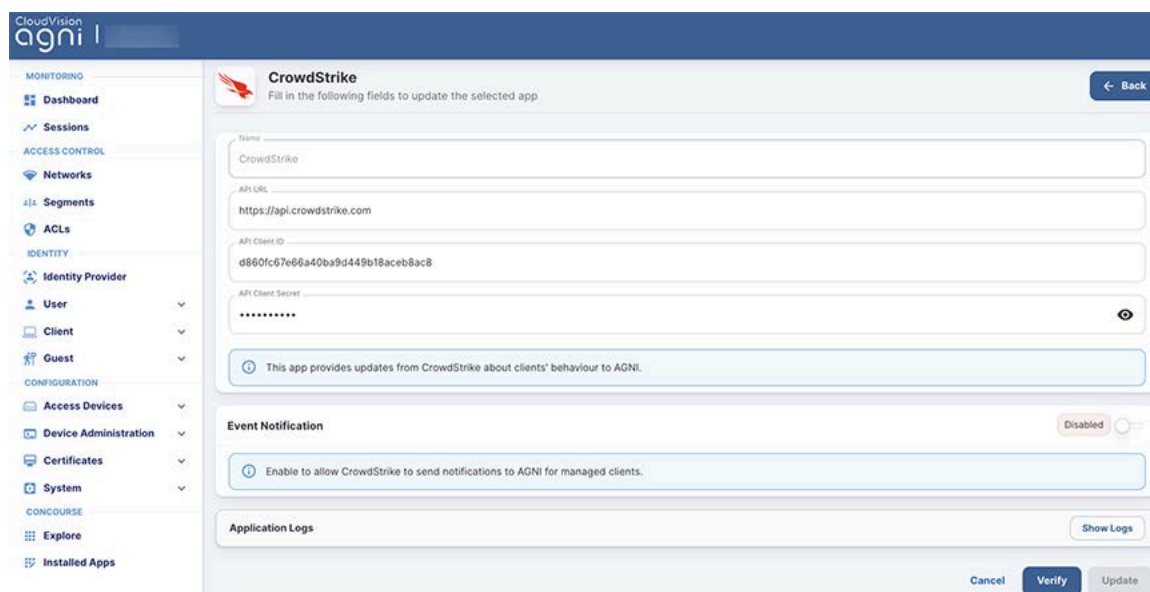 CloudVision
agni |
MONITORING
Dashboard
Sessions
ACCESS CONTROL
Networks
Segments
ACLs
IDENTITY
Identity Provider
User
Client
Guest
CONFIGURATION
Access Devices
Device Administration
Certificates
System
CONCOURSE
Explore
Installed Apps
CrowdStrike
Fill in the following fields to update the selected app
← Back
Name
CrowdStrike
API URL
https://api.crowdstrike.com
API Client ID
d860fc67e66a40ba9d449b18aceb8ac8
API Client Secret
••••••••••
This app provides updates from CrowdStrike about clients' behaviour to AGNI.
Event Notification
Disabled
Enable to allow CrowdStrike to send notifications to AGNI for managed clients.
Application Logs
Show Logs
Cancel
Verify
Update